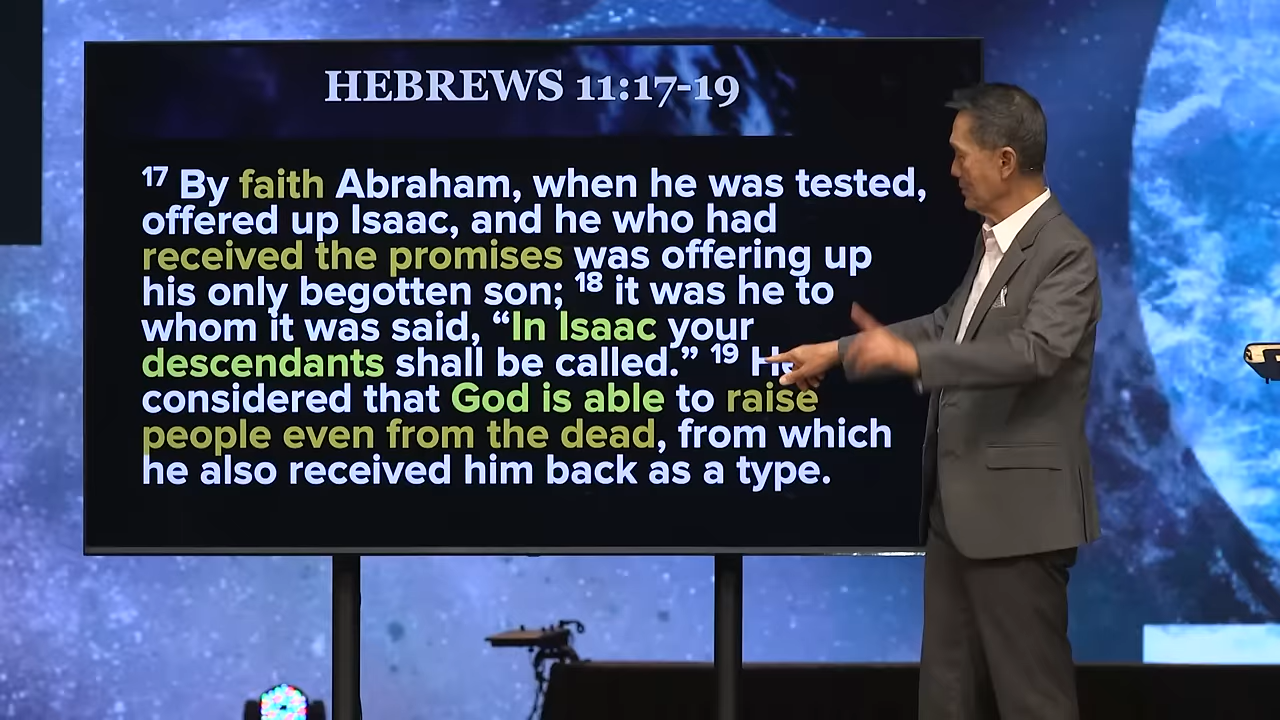 HEBREWS 11:17-19
17 By faith Abraham, when he was tested,
offered up Isaac, and he who had
received the promises was offering up
his only begotten son; 18 it was he to
whom it was said, “In Isaac your
descendants shall be called.” 19 He
considered that God is able to raise
people even from the dead, from which
he also received him back as a type.